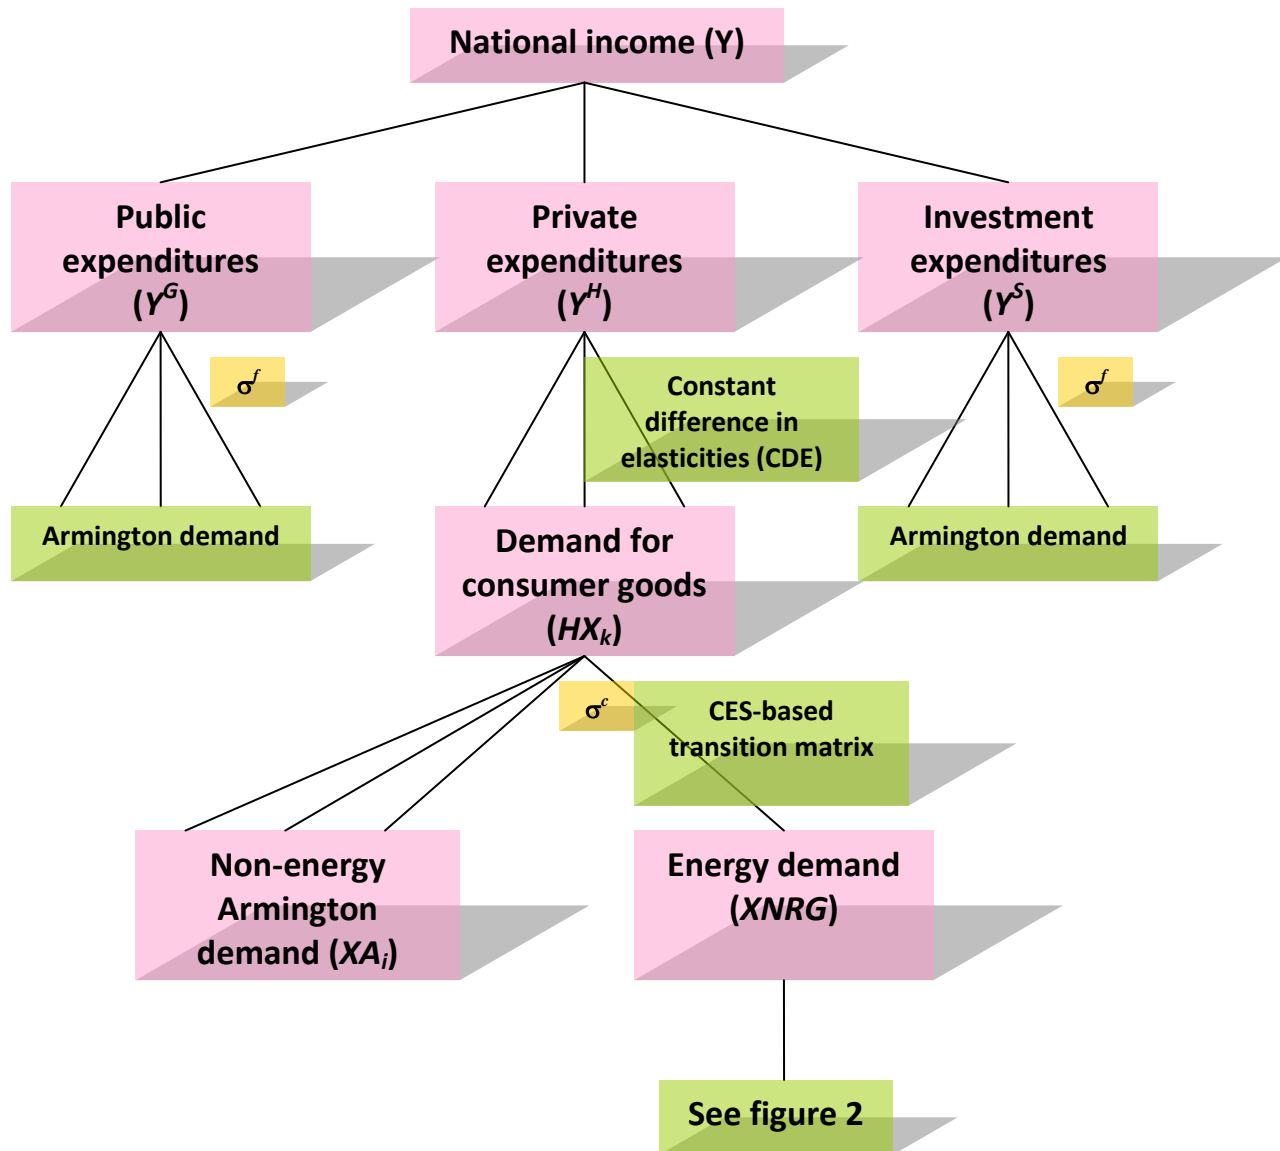 National income (Y)
Public
expenditures
(Y^G)
Private
expenditures
(Y^H)
Investment
expenditures
(Y^S)
σ^f
Constant
difference in
elasticities (CDE)
σ^f
Armington demand
Demand for
consumer goods
(HX_k)
Armington demand
σ^c
CES-based
transition matrix
Non-energy
Armington
demand (XA_i)
Energy demand
(XNRG)
See figure 2